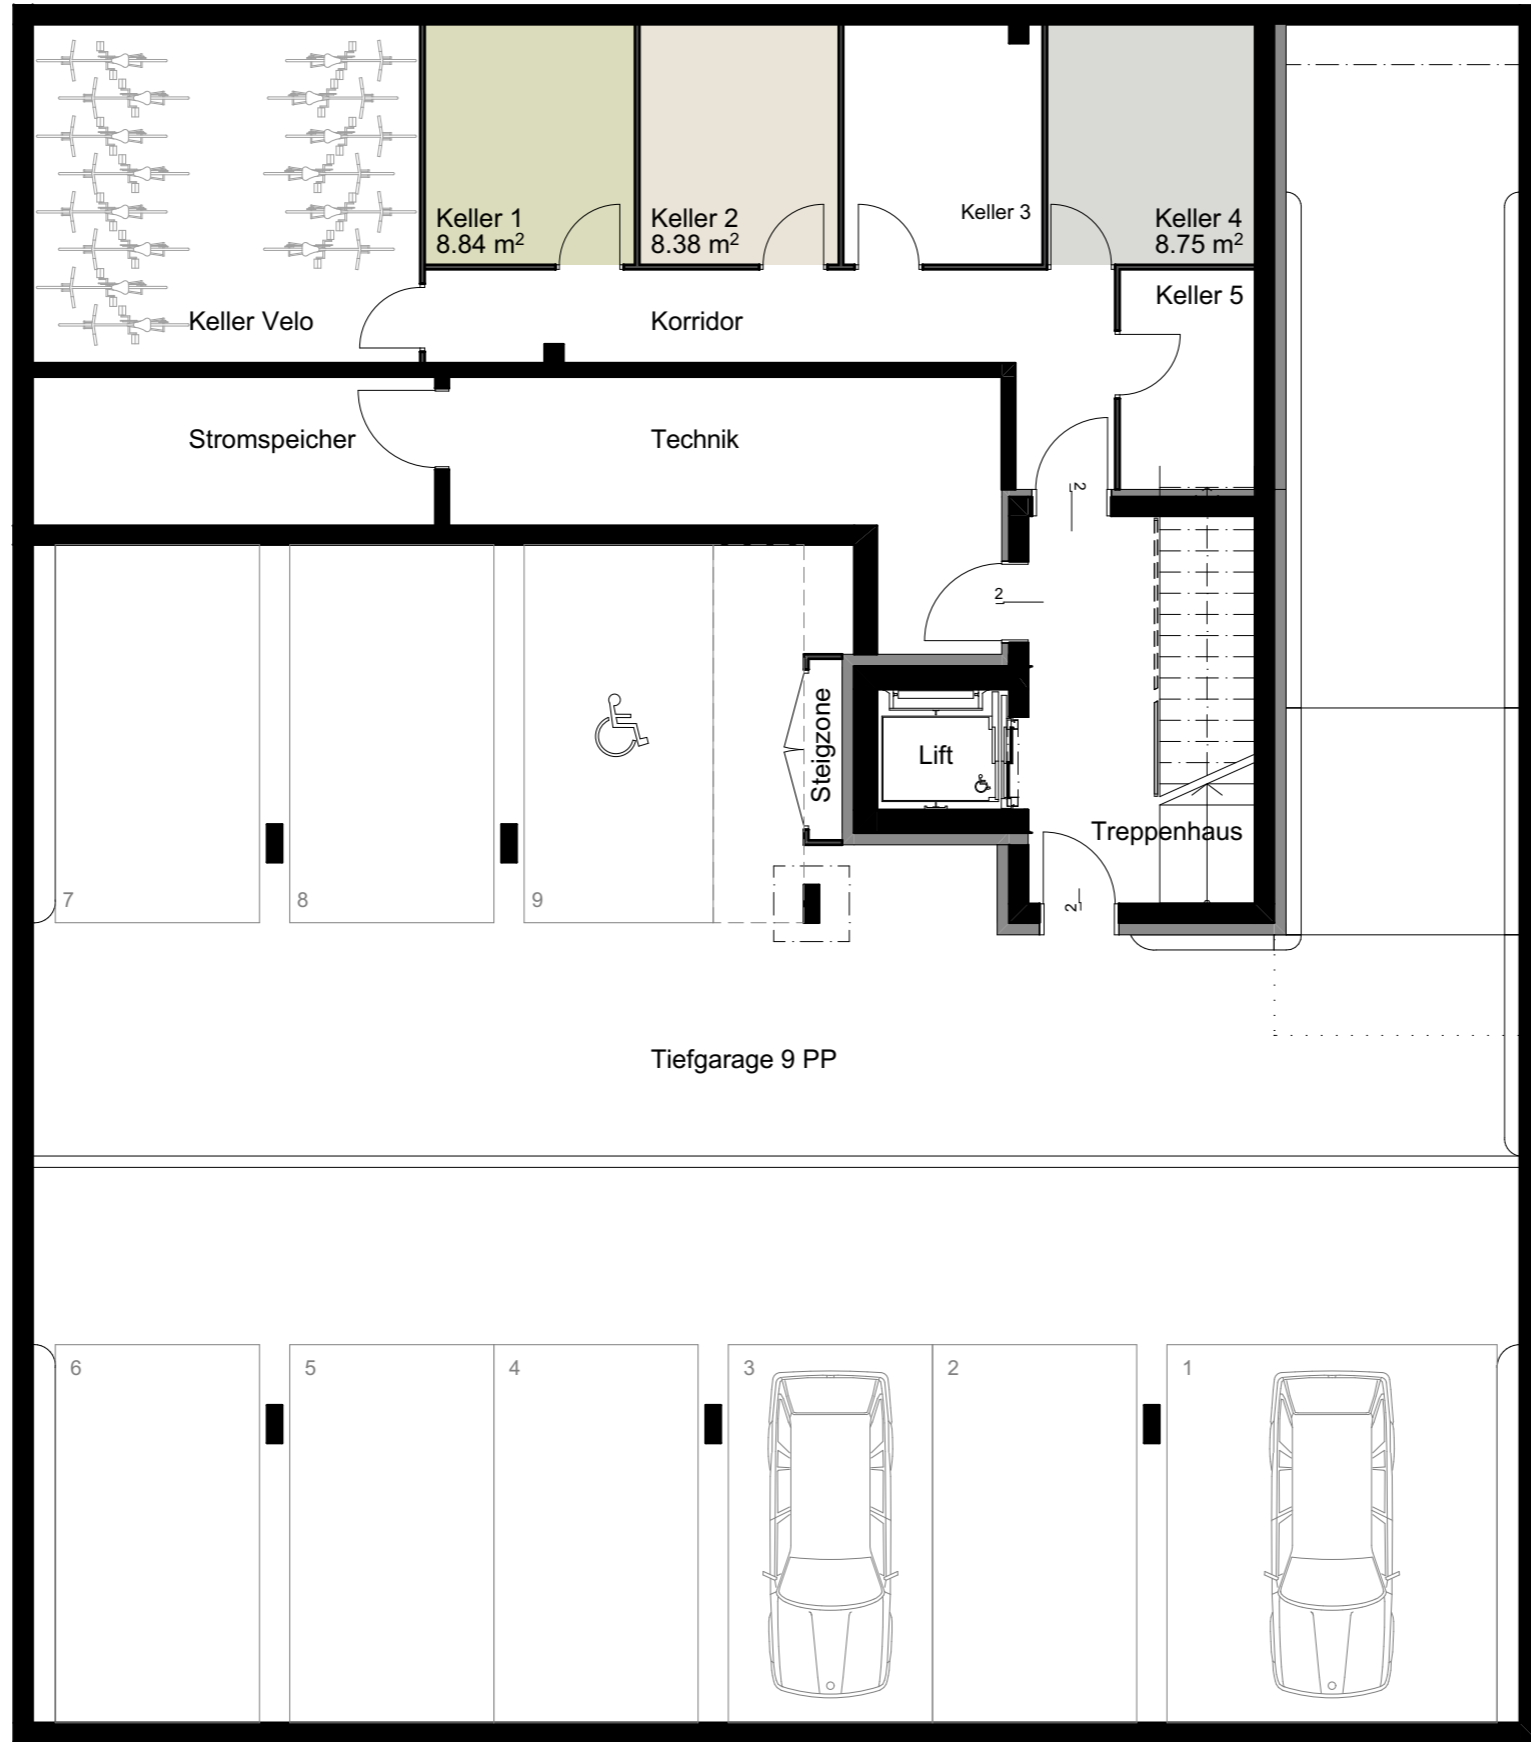 Keller 1
8.84 m²
Keller 2
8.38 m²
Keller 3
Keller 4
8.75 m²
Keller 5
Keller Velo
Korridor
Stromspeicher
Technik
2
2
Steigzone
Lift
Treppenhaus
7
8
9
2
Tiefgarage 9 PP
6
5
4
3
2
1